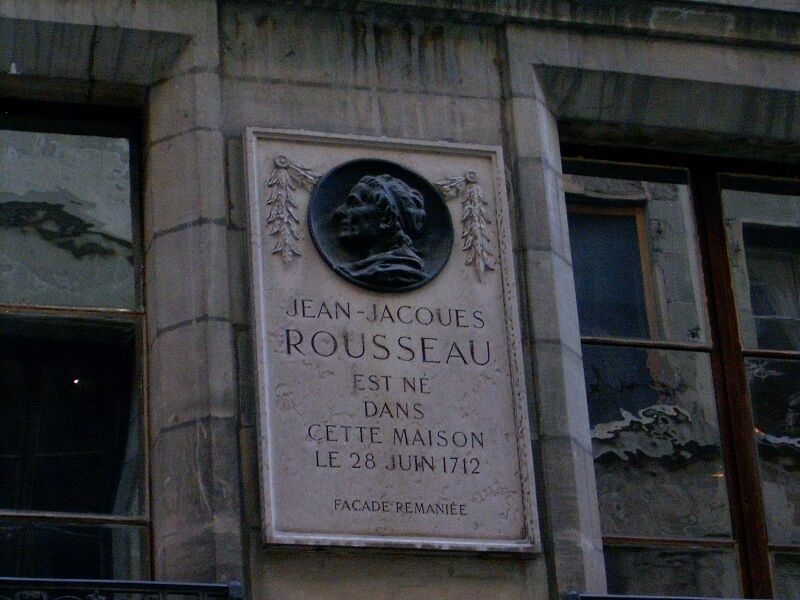 JEAN-JACQUES
ROUSSEAU
EST NÉ
DANS
CETTE MAISON
LE 28 JUIN 1712
FACADE REMANIÉE